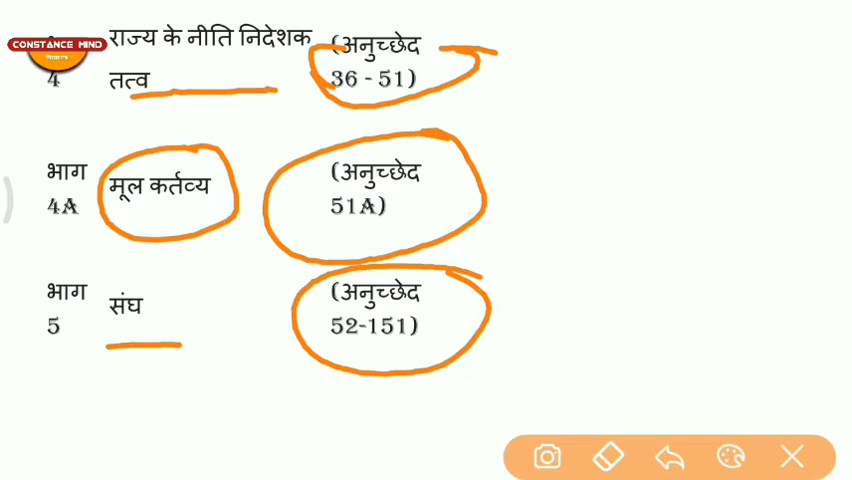 CONSTANCE MIND
राज्य के नीति निदेशक (अनुच्छेद
4 तत्व 36 - 51)
भाग मूल कर्तव्य (अनुच्छेद
4A 51A)
भाग संघ (अनुच्छेद
5 52-151)